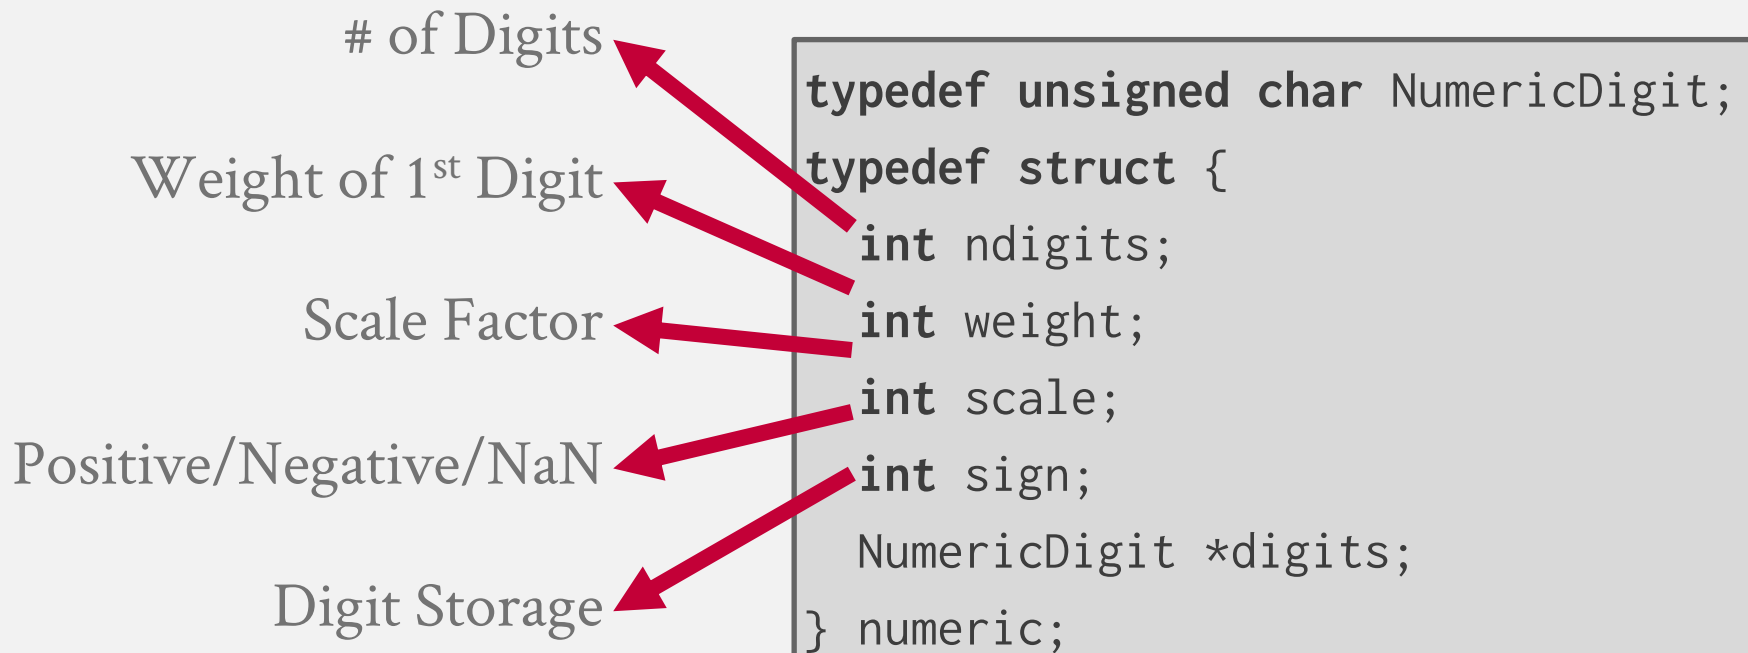 # of Digits
Weight of 1st Digit
Scale Factor
Positive/Negative/NaN
Digit Storage
typedef unsigned char NumericDigit;
typedef struct {
  int ndigits;
  int weight;
  int scale;
  int sign;
  NumericDigit *digits;
} numeric;